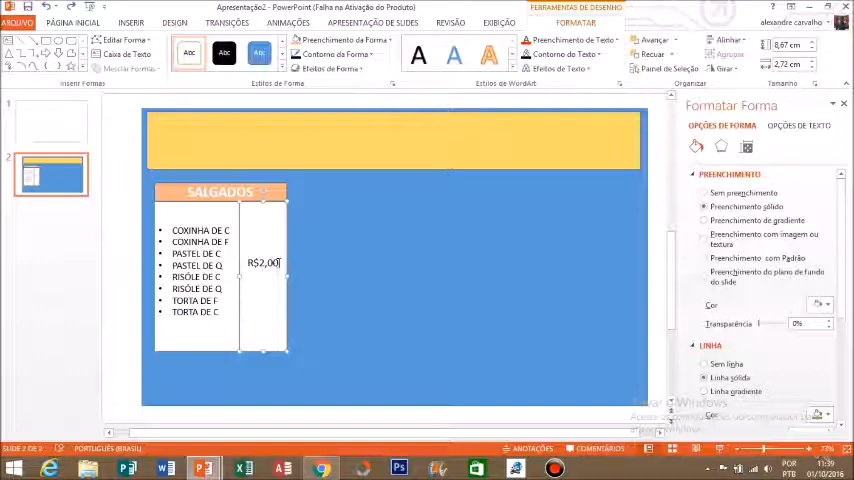 Apresentação2 - PowerPoint (Falha na Ativação do Produto)
FERRAMENTAS DE DESENHO
ARQUIVO PÁGINA INICIAL INSERIR DESIGN TRANSIÇÕES ANIMAÇÕES APRESENTAÇÃO DE SLIDES REVISÃO EXIBIÇÃO FORMATAR alexandre carvalho
Editar Forma
Caixa de Texto
Mesclar Formas
Inserir Formas
Abc Abc Abc
Preenchimento da Forma
Contorno da Forma
Efeitos de Forma
Estilos de Forma
A A A
Preenchimento de Texto
Contorno do Texto
Efeitos de Texto
Estilos de WordArt
Avançar
Recuar
Painel de Seleção
Alinhar
Agrupar
Girar
Organizar
8,67 cm
2,72 cm
Tamanho
1
2
SALGADOS
• COXINHA DE C
• COXINHA DE F
• PASTEL DE C
• PASTEL DE Q
• RISÓLE DE C
• RISÓLE DE Q
• TORTA DE F
• TORTA DE C
R$2,00
Formatar Forma
OPÇÕES DE FORMA OPÇÕES DE TEXTO
PREENCHIMENTO
Sem preenchimento
Preenchimento sólido
Preenchimento de gradiente
Preenchimento com imagem ou
textura
Preenchimento com Padrão
Preenchimento do plano de fundo
do slide
Cor
Transparência 0%
LINHA
Sem linha
Linha sólida
Linha gradiente
Cor
SLIDE 2 DE 2 PORTUGUÊS (BRASIL) ANOTAÇÕES COMENTÁRIOS 73%
POR
PTB
11:39
01/10/2016